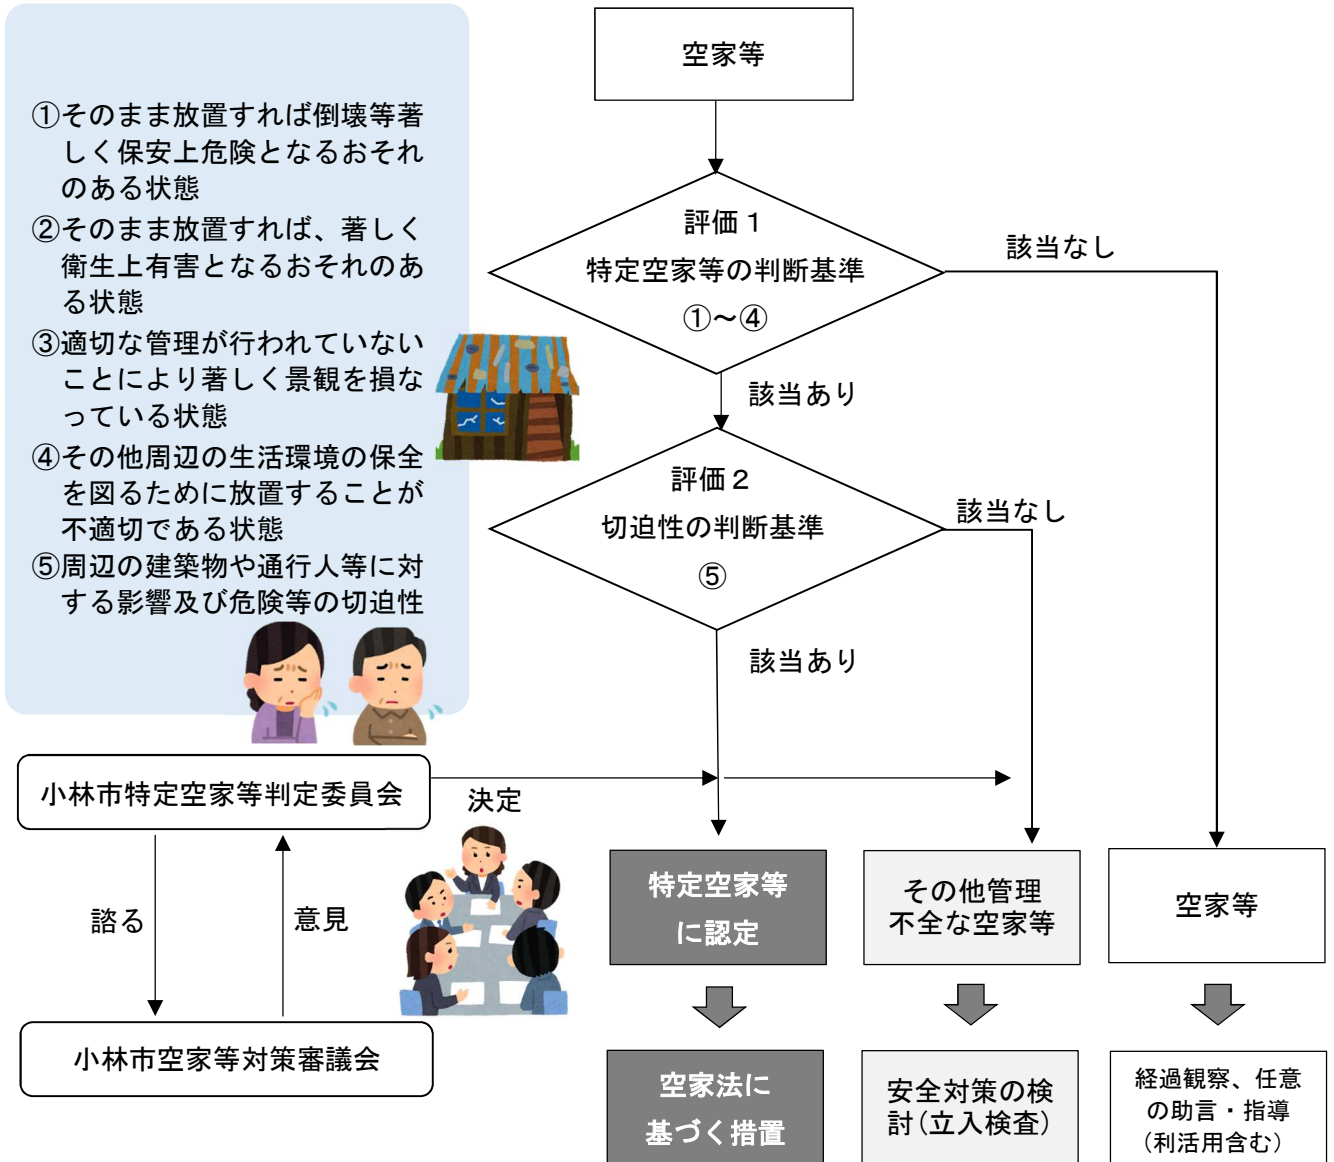 空家等
①そのまま放置すれば倒壊等著
しく保安上危険となるおそれ
のある状態
②そのまま放置すれば、著しく
衛生上有害となるおそれのあ
る状態
③適切な管理が行われていない
ことにより著しく景観を損な
っている状態
④その他周辺の生活環境の保全
を図るために放置することが
不適切である状態
⑤周辺の建築物や通行人等に対
する影響及び危険等の切迫性
評価１
特定空家等の判断基準
①～④
該当なし
該当あり
評価２
切迫性の判断基準
⑤
該当なし
該当あり
小林市特定空家等判定委員会
決定
諮る
意見
小林市空家等対策審議会
特定空家等
に認定
その他管理
不全な空家等
空家等
空家法に
基づく措置
安全対策の検
討(立入検査)
経過観察、任意
の助言・指導
(利活用含む)